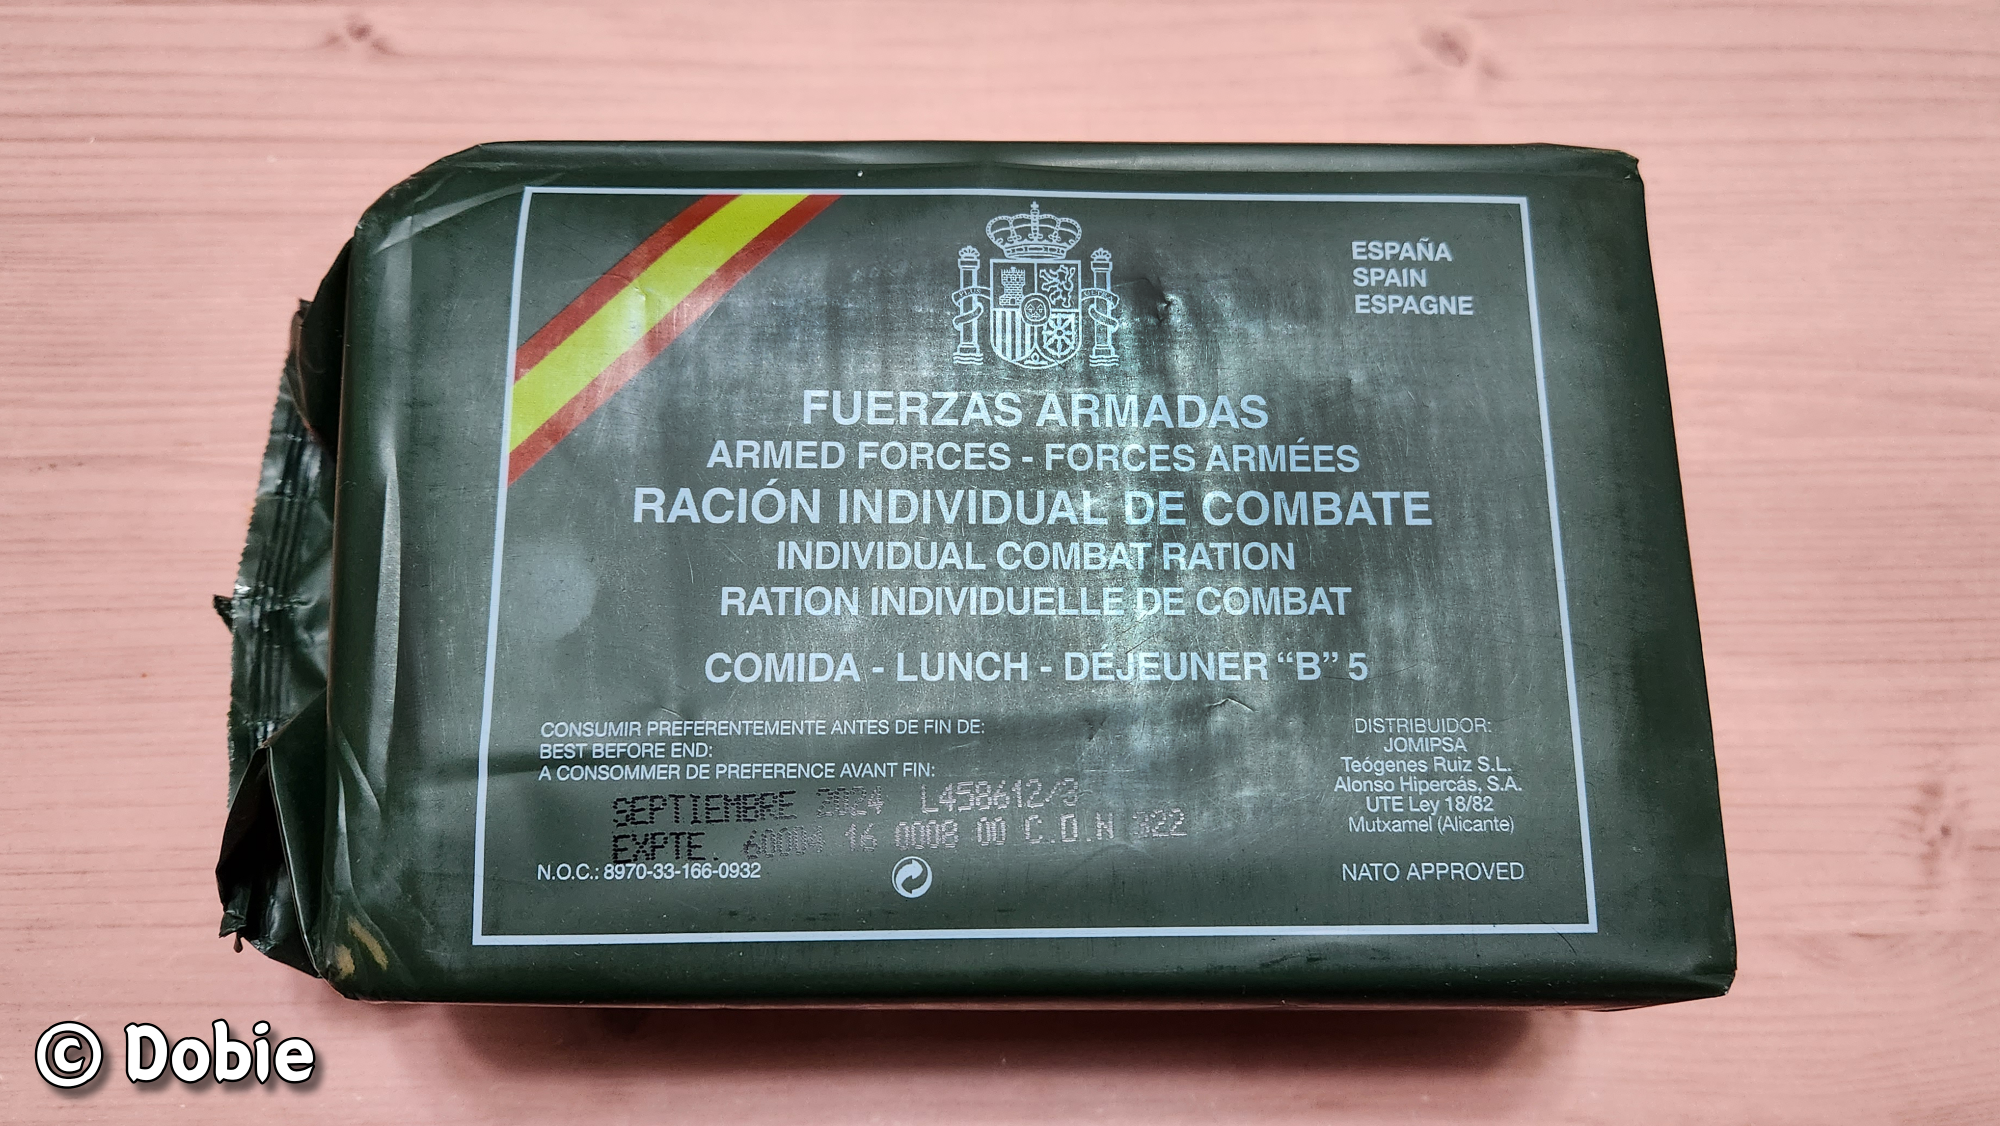 ESPAÑA
SPAIN
ESPAGNE
FUERZAS ARMADAS
ARMED FORCES - FORCES ARMÉES
RACIÓN INDIVIDUAL DE COMBATE
INDIVIDUAL COMBAT RATION
RATION INDIVIDUELLE DE COMBAT
COMIDA - LUNCH - DÉJEUNER “B” 5
CONSUMIR PREFERENTEMENTE ANTES DE FIN DE:
BEST BEFORE END:
A CONSOMMER DE PREFERENCE AVANT FIN:
SEPTIEMBRE 2024 L458612/3
EXPTE. 60004 16 0008 00 C.D.N 322
N.O.C.: 8970-33-166-0932
DISTRIBUIDOR:
JOMIPSA
Teógenes Ruiz S.L.
Alonso Hipercás, S.A.
UTE Ley 18/82
Mutxamel (Alicante)
NATO APPROVED
© Dobie